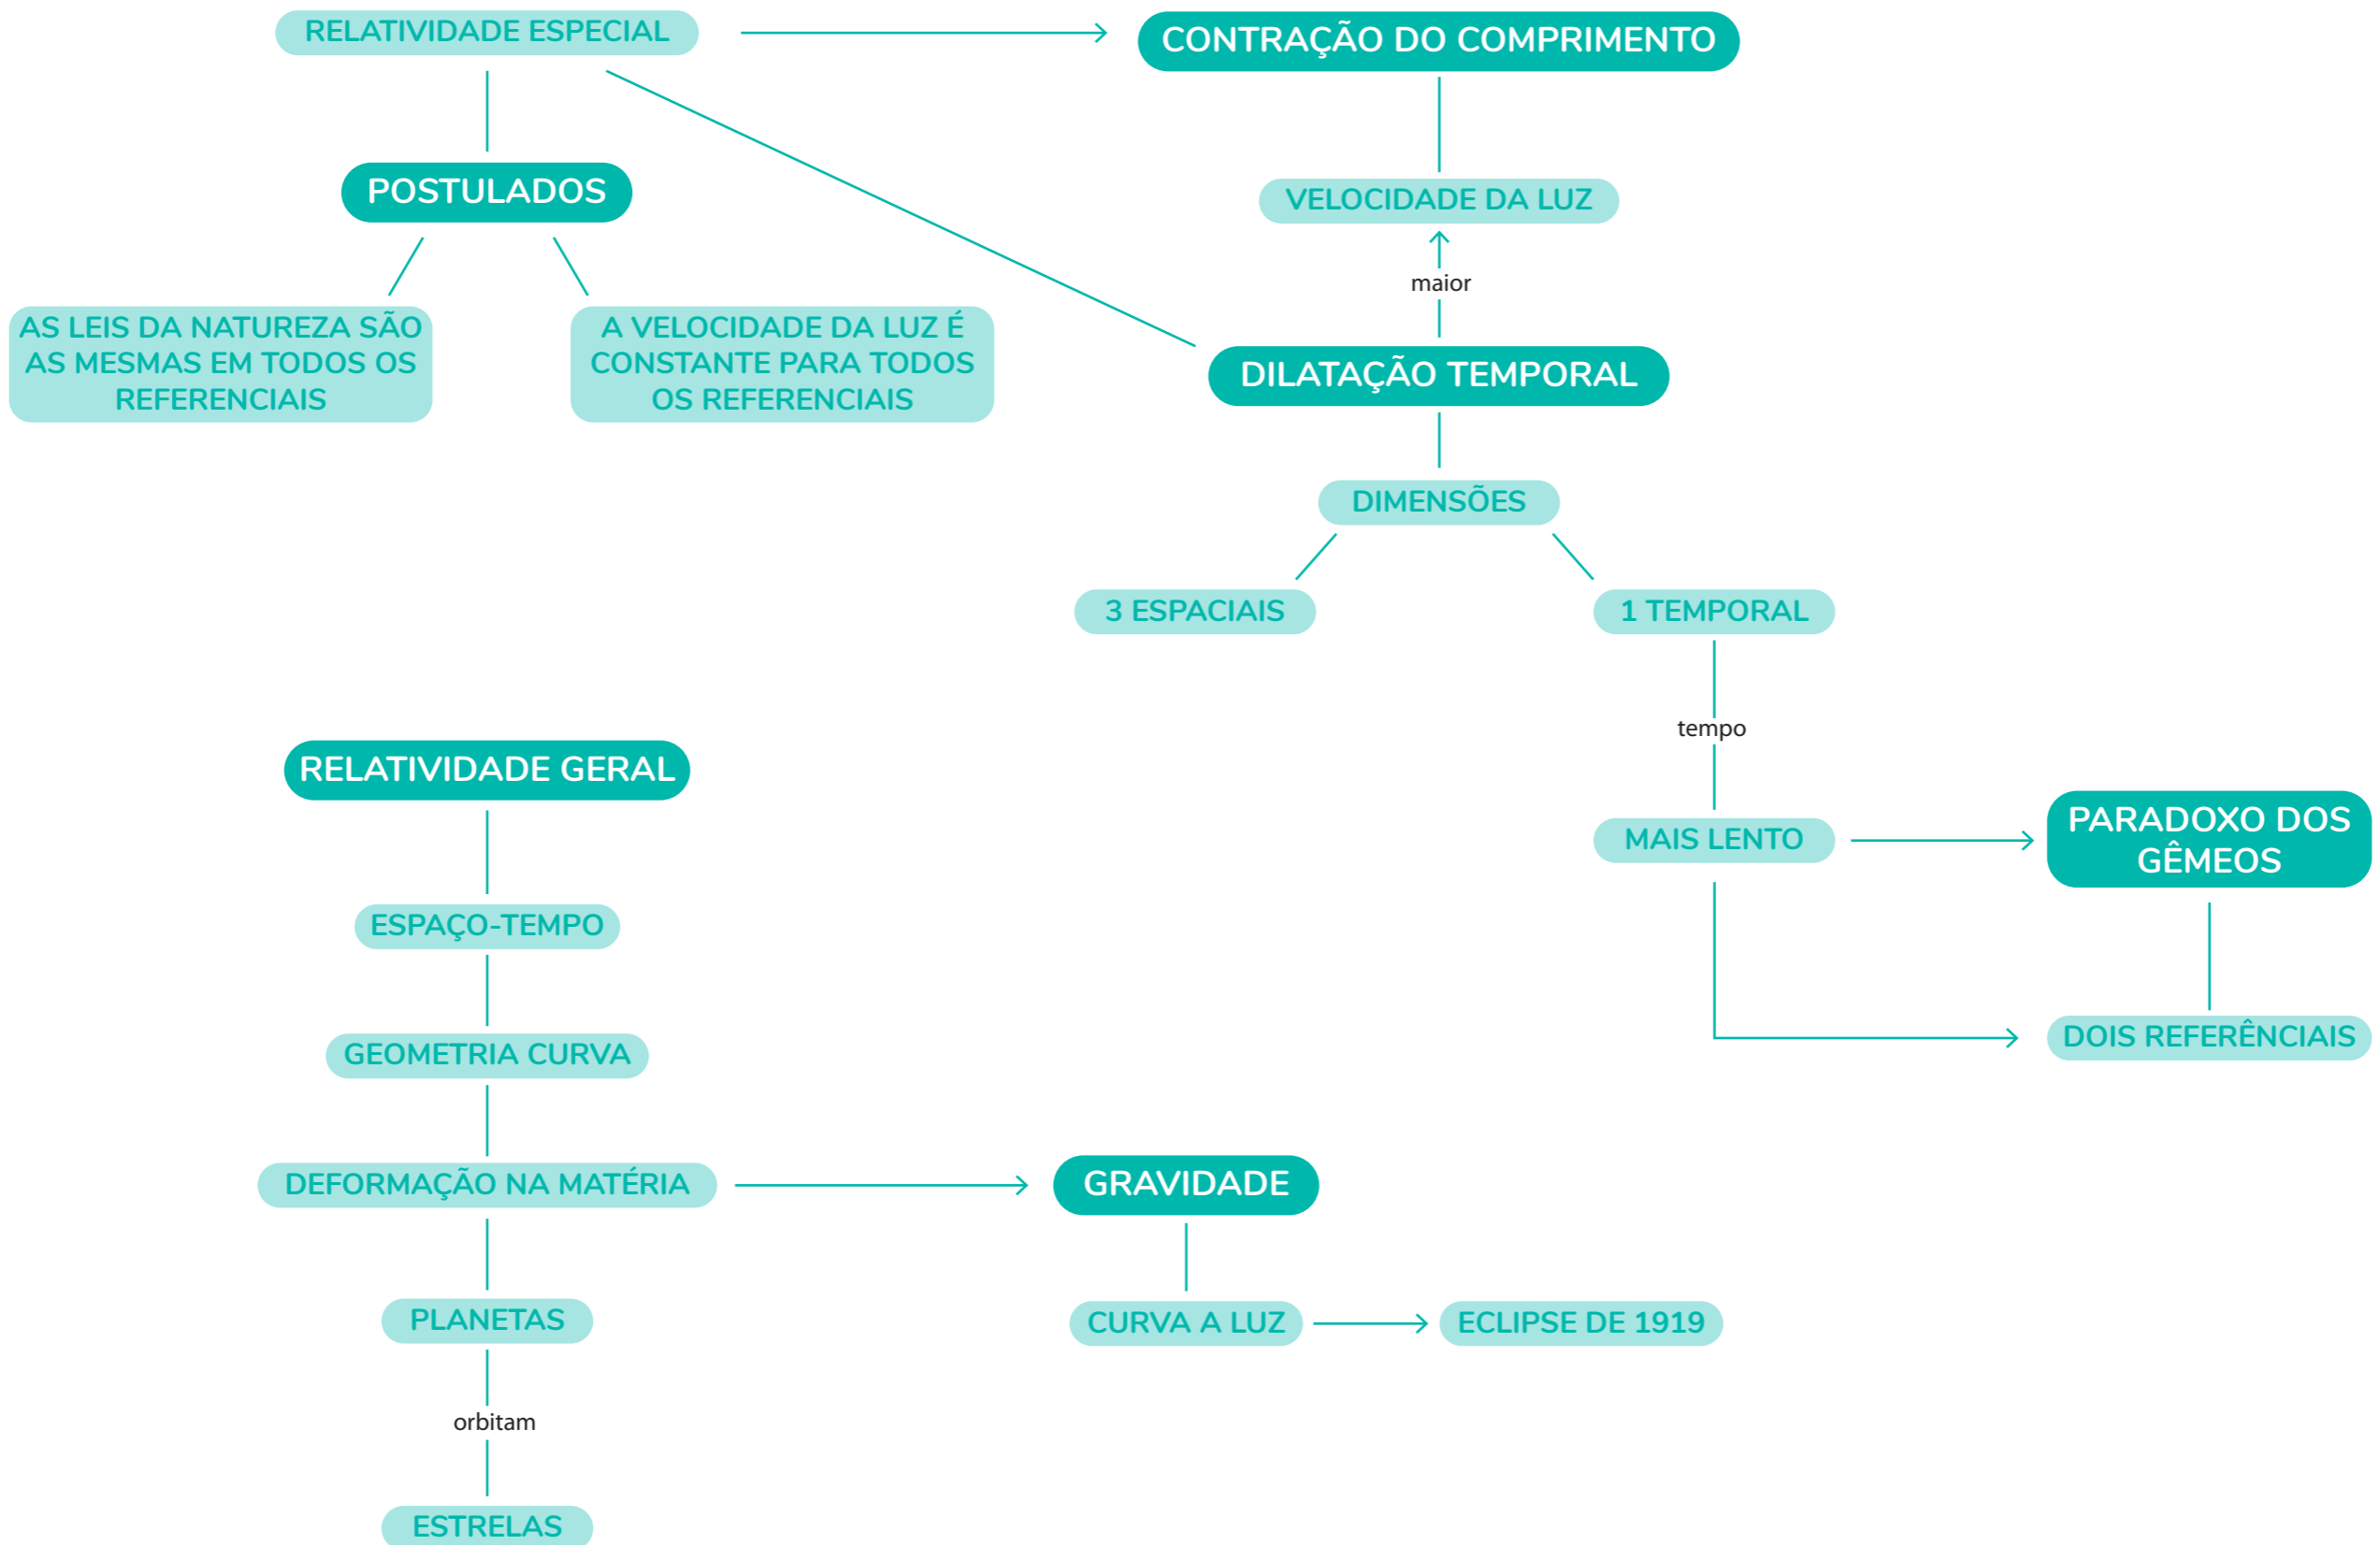 RELATIVIDADE ESPECIAL
CONTRAÇÃO DO COMPRIMENTO
POSTULADOS
VELOCIDADE DA LUZ
maior
AS LEIS DA NATUREZA SÃO
AS MESMAS EM TODOS OS
REFERENCIAIS
A VELOCIDADE DA LUZ É
CONSTANTE PARA TODOS
OS REFERENCIAIS
DILATAÇÃO TEMPORAL
DIMENSÕES
3 ESPACIAIS
1 TEMPORAL
tempo
MAIS LENTO
PARADOXO DOS
GÊMEOS
DOIS REFERÊNCIAIS
RELATIVIDADE GERAL
ESPAÇO-TEMPO
GEOMETRIA CURVA
DEFORMAÇÃO NA MATÉRIA
GRAVIDADE
CURVA A LUZ
ECLIPSE DE 1919
PLANETAS
orbitam
ESTRELAS